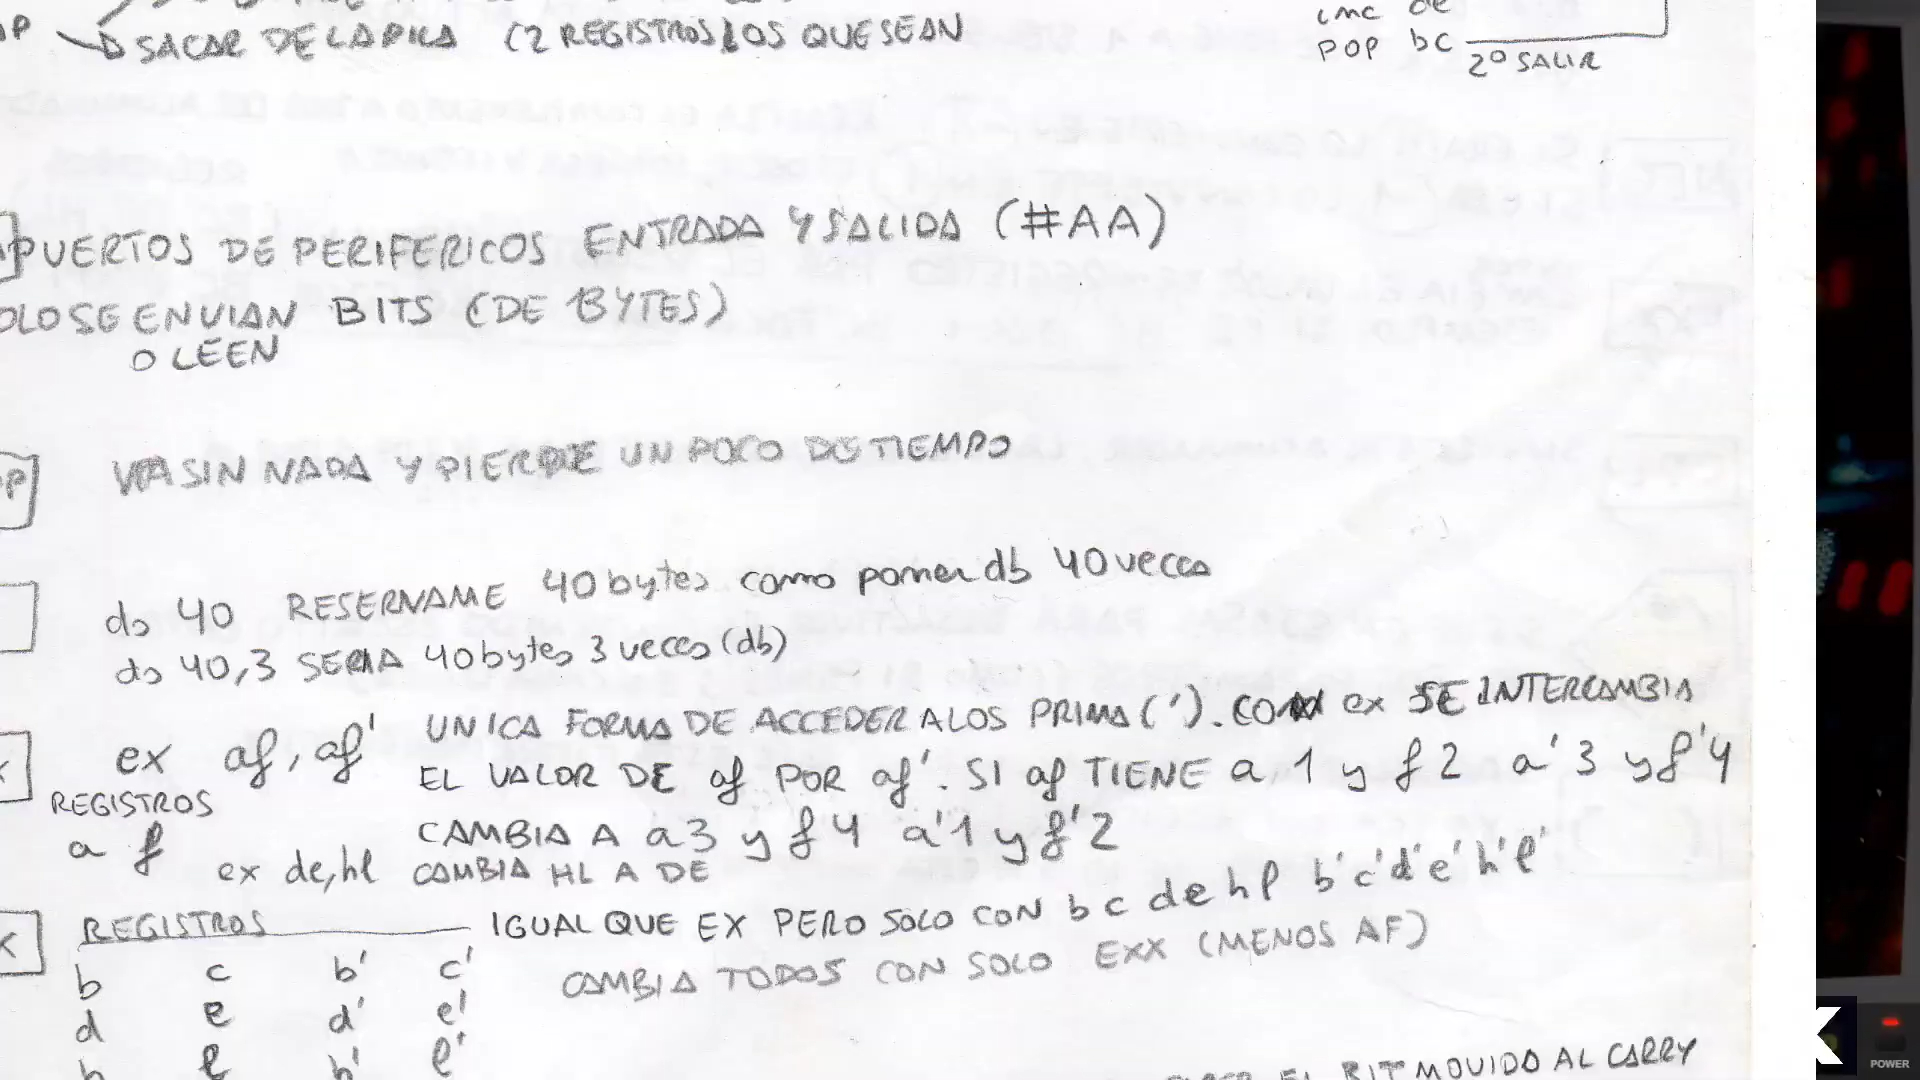 SACAR DE LA PILA (2 REGISTROS LOS QUE SEAN
inc de
POP bc
2º SALIR
PUERTOS DE PERIFERICOS ENTRADA Y SALIDA (#AA)
OLO SE ENVIAN BITS (DE BYTES)
O LEEN
P
VA SIN NADA Y PIERDE UN POCO DE TIEMPO
ds 40 RESERVAME 40 bytes como poner db 40 veces
ds 40,3 SERIA 40 bytes 3 veces (db)
ex af, af' UNICA FORMA DE ACCEDER A LOS PRIMA ('). CON ex SE INTERCAMBIA
EL VALOR DE af POR af'. SI af TIENE a 1 y f 2 a' 3 y f' 4
REGISTROS
CAMBIA A a3 y f4 a'1 y f'2
a f
ex de, hl CAMBIA HL A DE
X
REGISTROS
IGUAL QUE EX PERO SOLO CON b c d e h l b' c' d' e' h' l'
CAMBIA TODOS CON SOLO EXX (MENOS AF)
b c b' c'
d e d' e'
h l h' l'
EL BIT MOVIDO AL CARRY
POWER